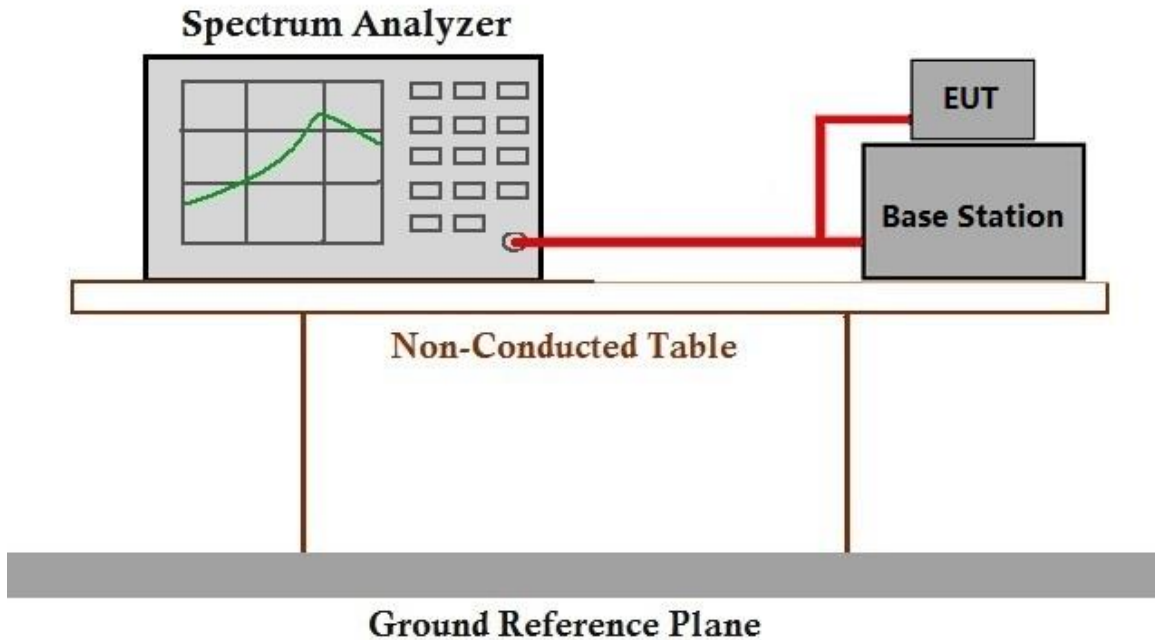 Spectrum Analyzer
EUT
Base Station
Non-Conducted Table
Ground Reference Plane